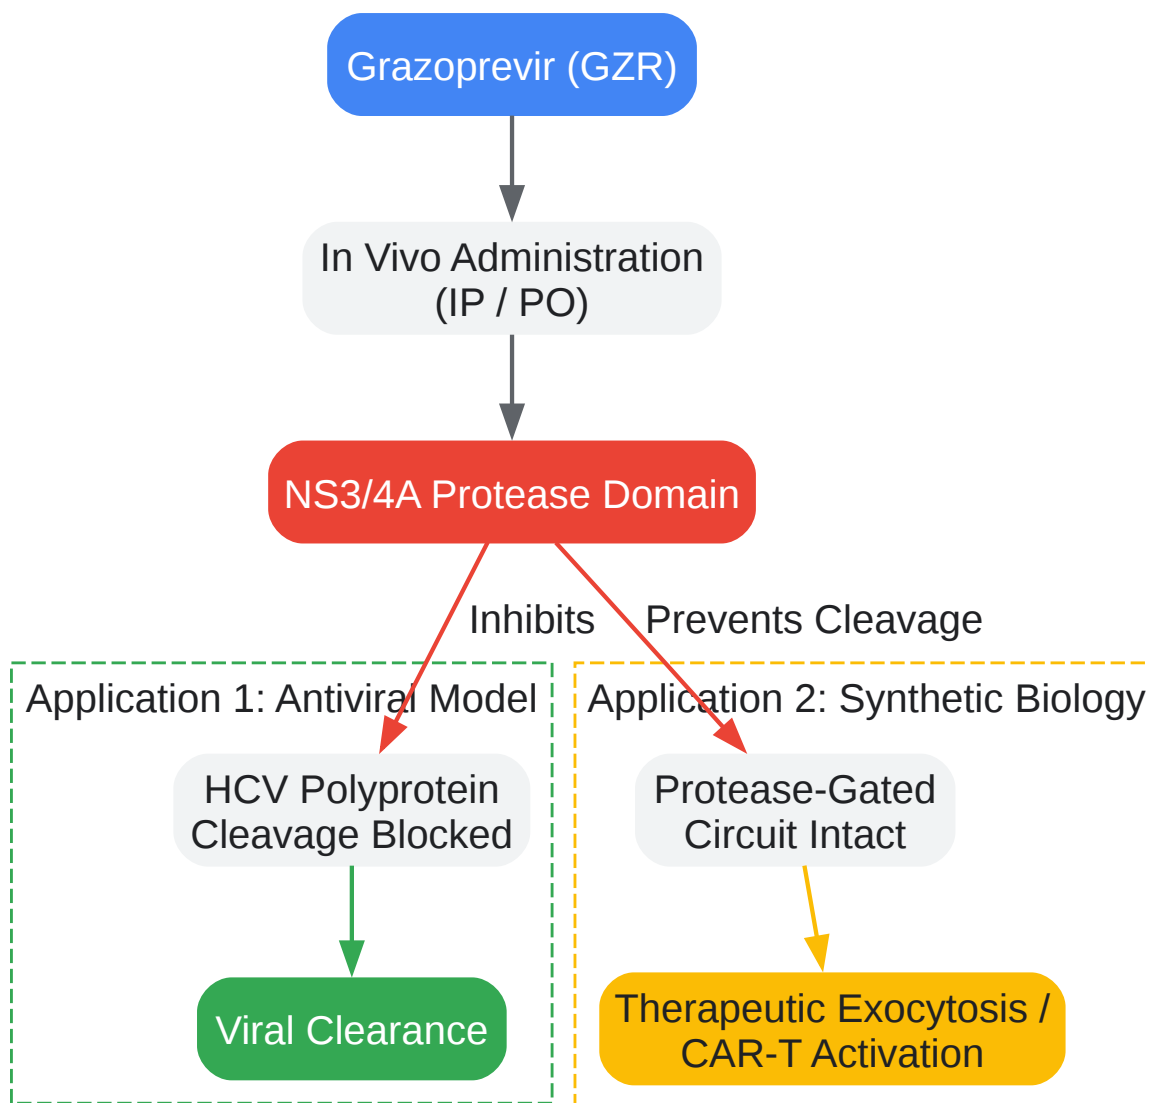 Grazoprevir (GZR)
In Vivo Administration
(IP / PO)
NS3/4A Protease Domain
Inhibits
Prevents Cleavage
Application 1: Antiviral Model
Application 2: Synthetic Biology
HCV Polyprotein
Cleavage Blocked
Protease-Gated
Circuit Intact
Viral Clearance
Therapeutic Exocytosis /
CAR-T Activation